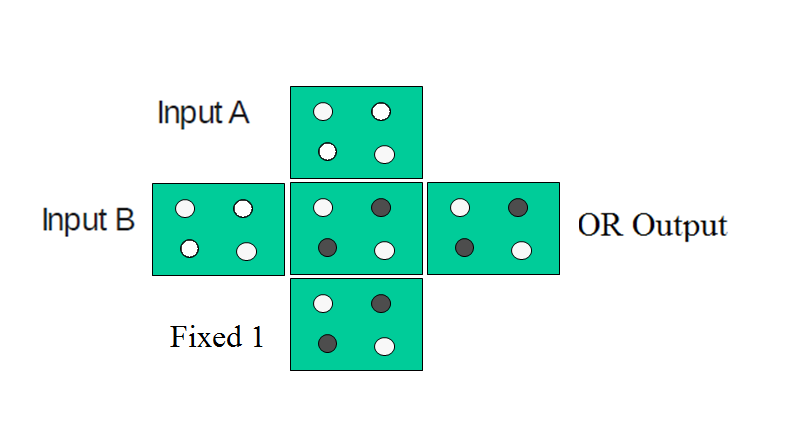 Input A
Input B
OR Output
Fixed 1